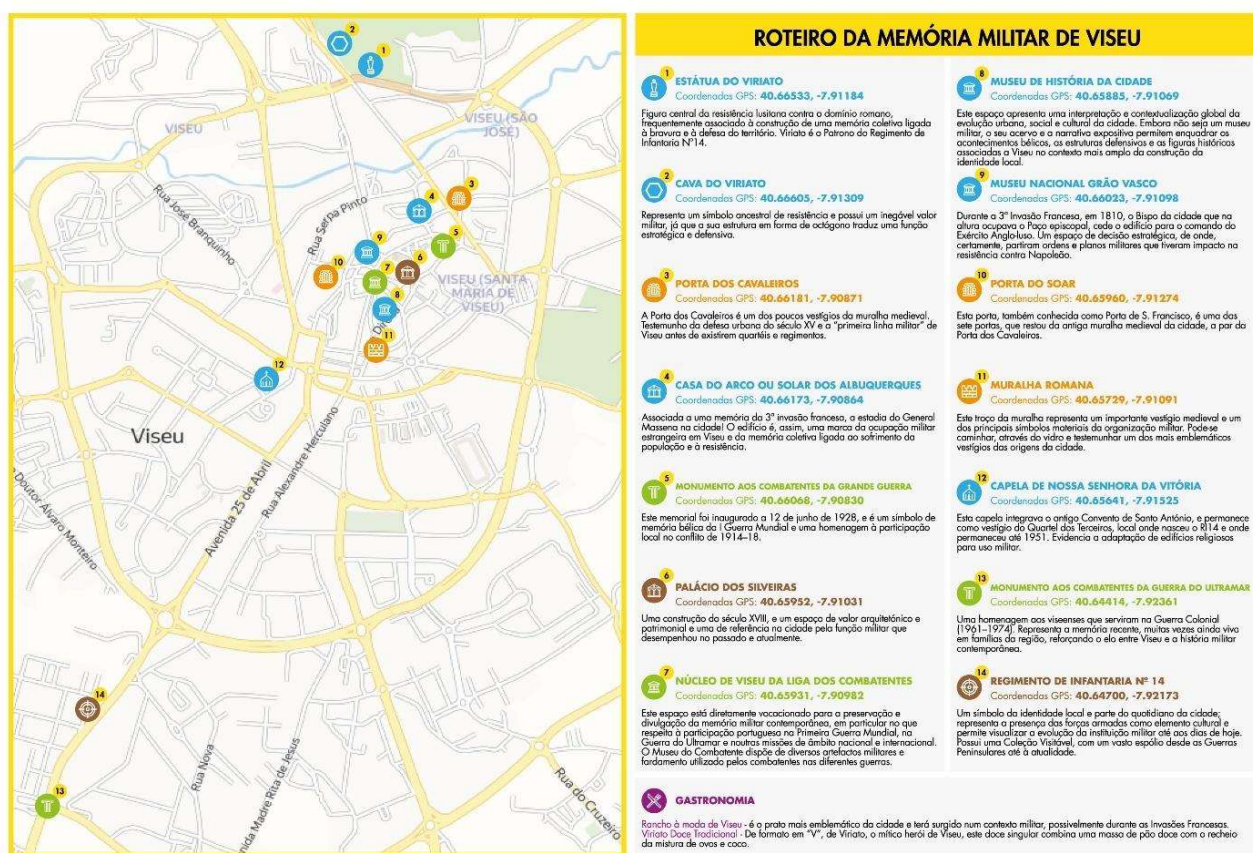 VISEU
VISEU (SÃO JOSÉ)
Rua José Branquinho
Rua Serpa Pinto
VISEU (SANTA MARIA DE VISEU)
Viseu
Avenida 25 de Abril
Rua Alexandre Herculano
Doutor Álvaro Monteiro
Rua Nova
nida Madre Rita de Jesus
Rua do Cruzeiro
1
2
3
4
5
6
7
8
9
10
11
12
13
14
ROTEIRO DA MEMÓRIA MILITAR DE VISEU
1 ESTÁTUA DO VIRIATO
Coordenadas GPS: 40.66533, -7.91184
Figura central da resistência lusitana contra o domínio romano,
frequentemente associado à construção de uma memória coletiva ligada
à bravura e à defesa do território. Viriato é o Patrono do Regimento de
Infantaria Nº14.
2 CAVA DO VIRIATO
Coordenadas GPS: 40.66605, -7.91309
Representa um símbolo ancestral de resistência e possui um inegável valor
militar, já que a sua estrutura em forma de octógono traduz uma função
estratégica e defensiva.
3 PORTA DOS CAVALEIROS
Coordenadas GPS: 40.66181, -7.90871
A Porta dos Cavaleiros é um dos poucos vestígios da muralha medieval.
Testemunho da defesa urbana do século XV e a "primeira linha militar" de
Viseu antes de existirem quartéis e regimentos.
4 CASA DO ARCO OU SOLAR DOS ALBUQUERQUES
Coordenadas GPS: 40.66173, -7.90864
Associada a uma memória da 3ª invasão francesa, a estadia do General
Massena na cidade! O edifício é, assim, uma marca da ocupação militar
estrangeira em Viseu e da memória coletiva ligada ao sofrimento da
população e à resistência.
5 MONUMENTO AOS COMBATENTES DA GRANDE GUERRA
Coordenadas GPS: 40.66068, -7.90830
Este memorial foi inaugurado a 12 de junho de 1928, e é um símbolo de
memória bélica da I Guerra Mundial e uma homenagem à participação
local no conflito de 1914–18.
6 PALÁCIO DOS SILVEIRAS
Coordenadas GPS: 40.65952, -7.91031
Uma construção do século XVIII, e um espaço de valor arquitetónico e
patrimonial e uma de referência na cidade pela função militar que
desempenhou no passado e atualmente.
7 NÚCLEO DE VISEU DA LIGA DOS COMBATENTES
Coordenadas GPS: 40.65931, -7.90982
Este espaço está diretamente vocacionado para a preservação e
divulgação da memória militar contemporânea, em particular no que
respeita à participação portuguesa na Primeira Guerra Mundial, na
Guerra do Ultramar e noutras missões de âmbito nacional e internacional.
O Museu do Combatente dispõe de diversos artefactos militares e
fardamento utilizado pelos combatentes nas diferentes guerras.
8 MUSEU DE HISTÓRIA DA CIDADE
Coordenadas GPS: 40.65885, -7.91069
Este espaço apresenta uma interpretação e contextualização global da
evolução urbana, social e cultural da cidade. Embora não seja um museu
militar, o seu acervo e a narrativa expositiva permitem enquadrar os
acontecimentos bélicos, as estruturas defensivas e as figuras históricas
associadas a Viseu no contexto mais amplo da construção da
identidade local.
9 MUSEU NACIONAL GRÃO VASCO
Coordenadas GPS: 40.66023, -7.91098
Durante a 3ª Invasão Francesa, em 1810, o Bispo da cidade que na
altura ocupava o Paço episcopal, cede o edifício para o comando do
Exército Anglo-luso. Um espaço de decisão estratégica, de onde,
certamente, partiram ordens e planos militares que tiveram impacto na
resistência contra Napoleão.
10 PORTA DO SOAR
Coordenadas GPS: 40.65960, -7.91274
Esta porta, também conhecida como Porta de S. Francisco, é uma das
sete portas, que restou da antiga muralha medieval da cidade, a par da
Porta dos Cavaleiros.
11 MURALHA ROMANA
Coordenadas GPS: 40.65729, -7.91091
Este troço da muralha representa um importante vestígio medieval e um
dos principais símbolos materiais da organização militar. Pode-se
caminhar, através do vidro e testemunhar um dos mais emblemáticos
vestígios das origens da cidade.
12 CAPELA DE NOSSA SENHORA DA VITÓRIA
Coordenadas GPS: 40.65641, -7.91525
Esta capela integrava o antigo Convento de Santo António, e permanece
como vestígio do Quartel dos Terceiros, local onde nasceu o RI14 e onde
permaneceu até 1951. Evidencia a adaptação de edifícios religiosos
para uso militar.
13 MONUMENTO AOS COMBATENTES DA GUERRA DO ULTRAMAR
Coordenadas GPS: 40.64414, -7.92361
Uma homenagem aos viseenses que serviram na Guerra Colonial
(1961–1974). Representa a memória recente, muitas vezes ainda viva
em famílias da região, reforçando o elo entre Viseu e a história militar
contemporânea.
14 REGIMENTO DE INFANTARIA Nº 14
Coordenadas GPS: 40.64700, -7.92173
Um símbolo da identidade local e parte do quotidiano da cidade;
representa a presença das forças armadas como elemento cultural e
permite visualizar a evolução da instituição militar até aos dias de hoje.
Possui uma Coleção Visitável, com um vasto espólio desde as Guerras
Peninsulares até à atualidade.
GASTRONOMIA
Rancho à moda de Viseu - é o prato mais emblemático da cidade e terá surgido num contexto militar, possivelmente durante as Invasões Francesas.
Viriato Doce Tradicional - De formato em "V", de Viriato, o mítico herói de Viseu, este doce singular combina uma massa de pão doce com o recheio
da mistura de ovos e coco.